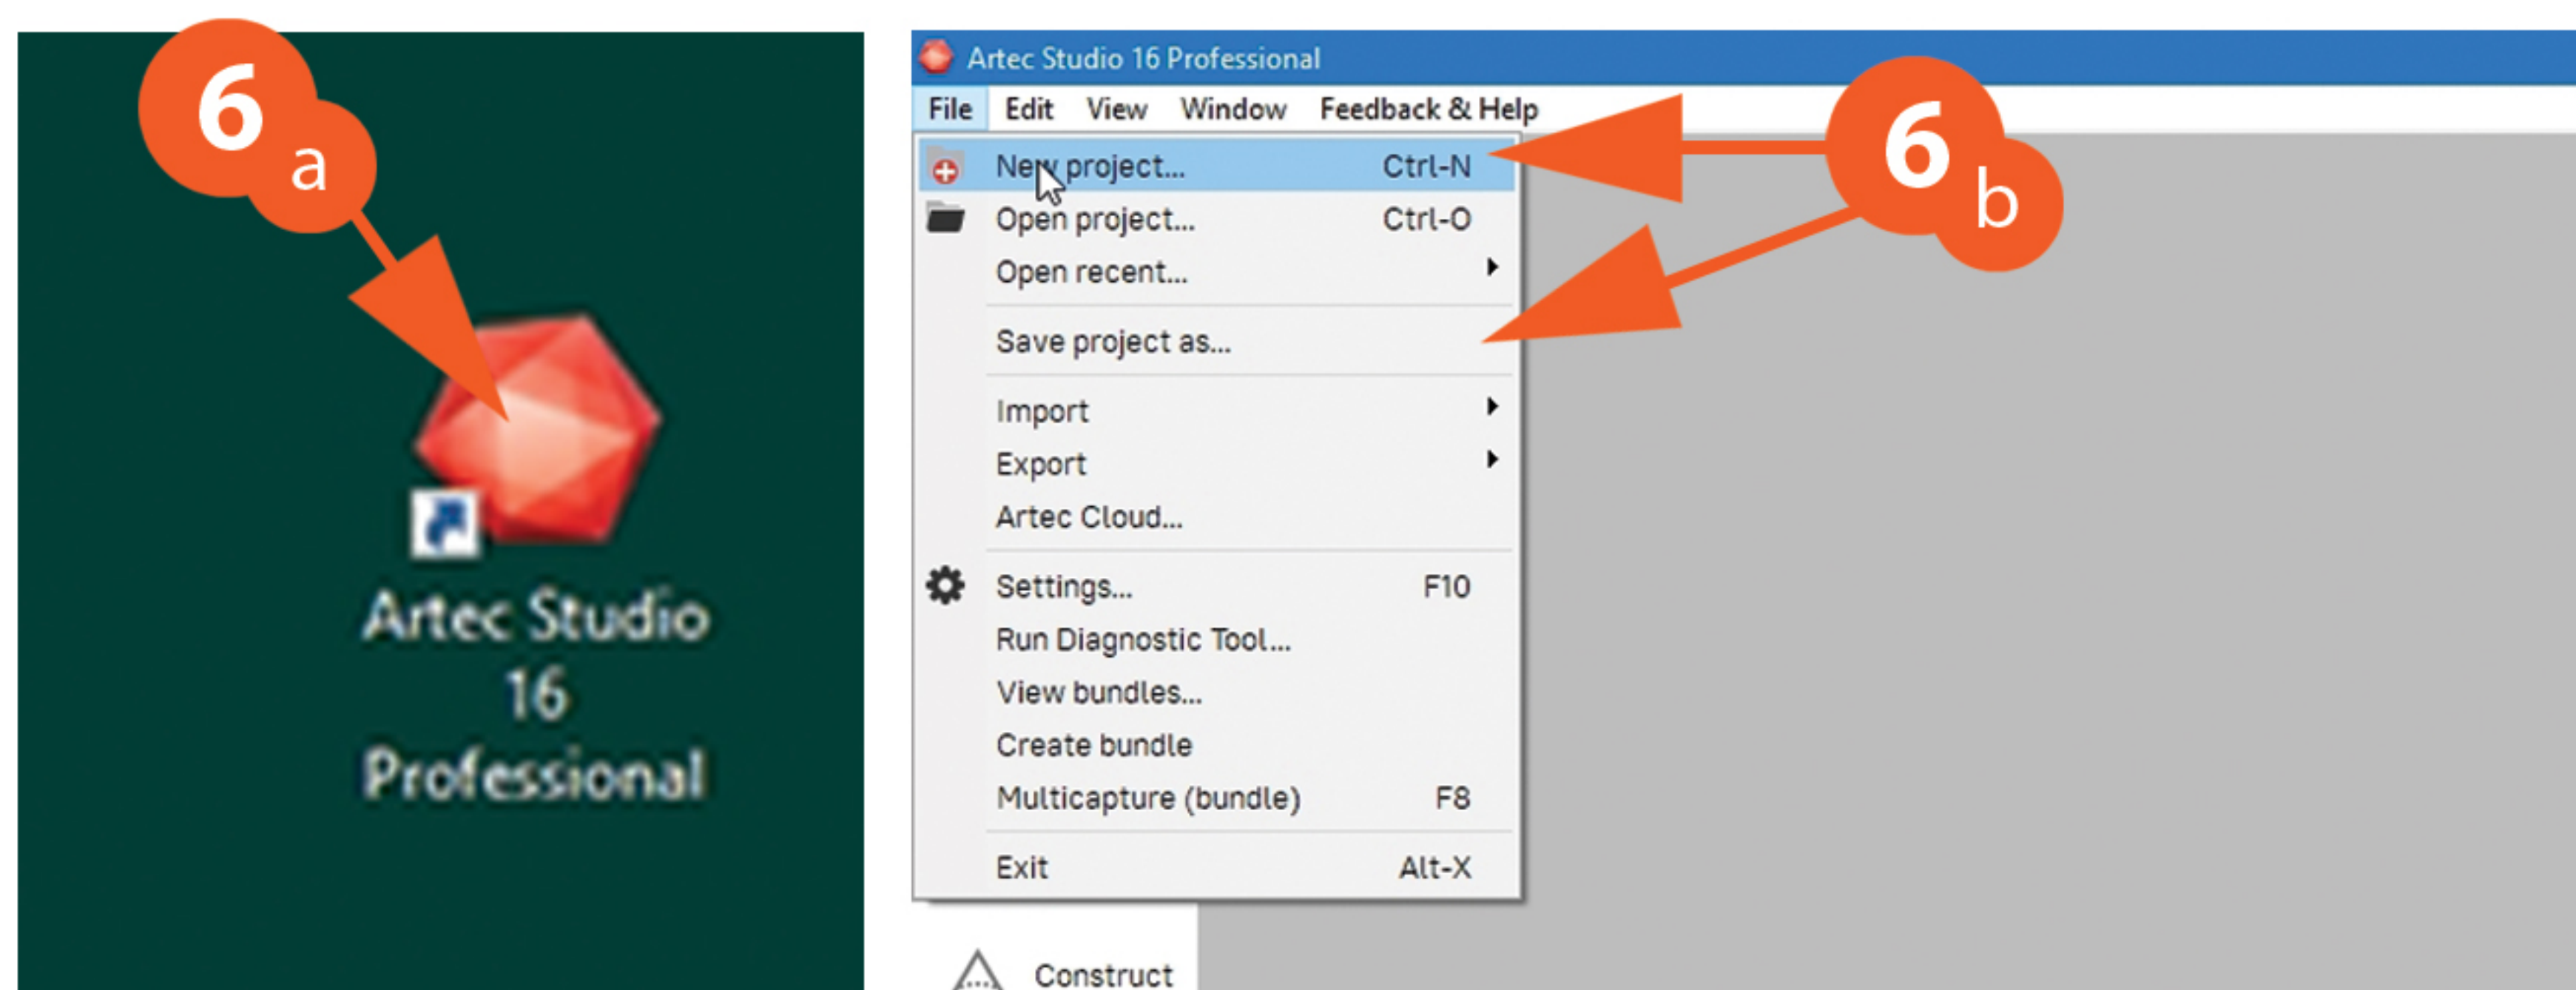 6
a
Artec Studio
16
Professional
Artec Studio 16 Professional
File Edit View Window Feedback & Help
New project... Ctrl-N
Open project... Ctrl-O
Open recent...
Save project as...
Import
Export
Artec Cloud...
Settings... F10
Run Diagnostic Tool...
View bundles...
Create bundle
Multicapture (bundle) F8
Exit Alt-X
Construct
6
b